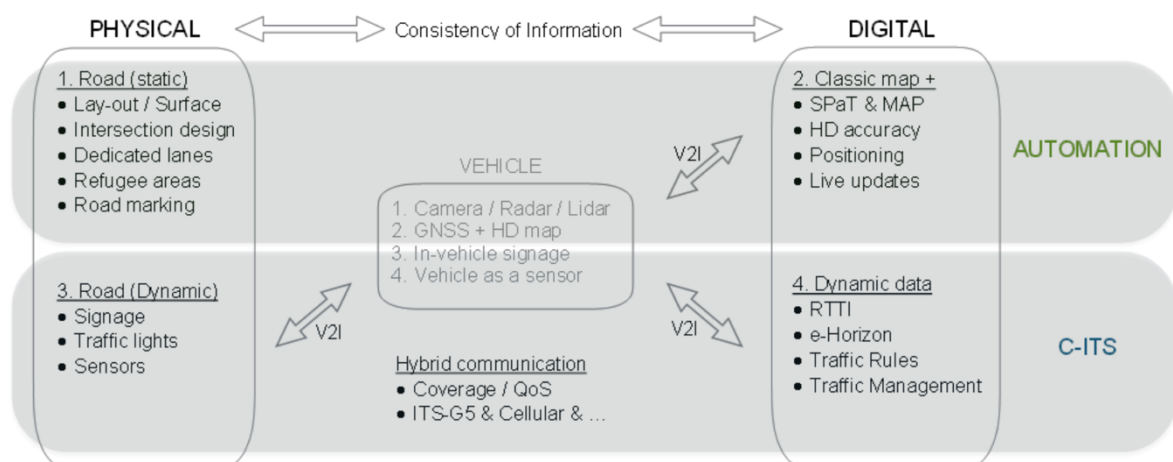 PHYSICAL
Consistency of Information
DIGITAL
1. Road (static)
• Lay-out / Surface
• Intersection design
• Dedicated lanes
• Refugee areas
• Road marking
2. Classic map +
• SPaT & MAP
• HD accuracy
• Positioning
• Live updates
AUTOMATION
V2I
VEHICLE
1. Camera / Radar / Lidar
2. GNSS + HD map
3. In-vehicle signage
4. Vehicle as a sensor
3. Road (Dynamic)
• Signage
• Traffic lights
• Sensors
V2I
Hybrid communication
• Coverage / QoS
• ITS-G5 & Cellular & ...
V2I
4. Dynamic data
• RTTI
• e-Horizon
• Traffic Rules
• Traffic Management
C-ITS